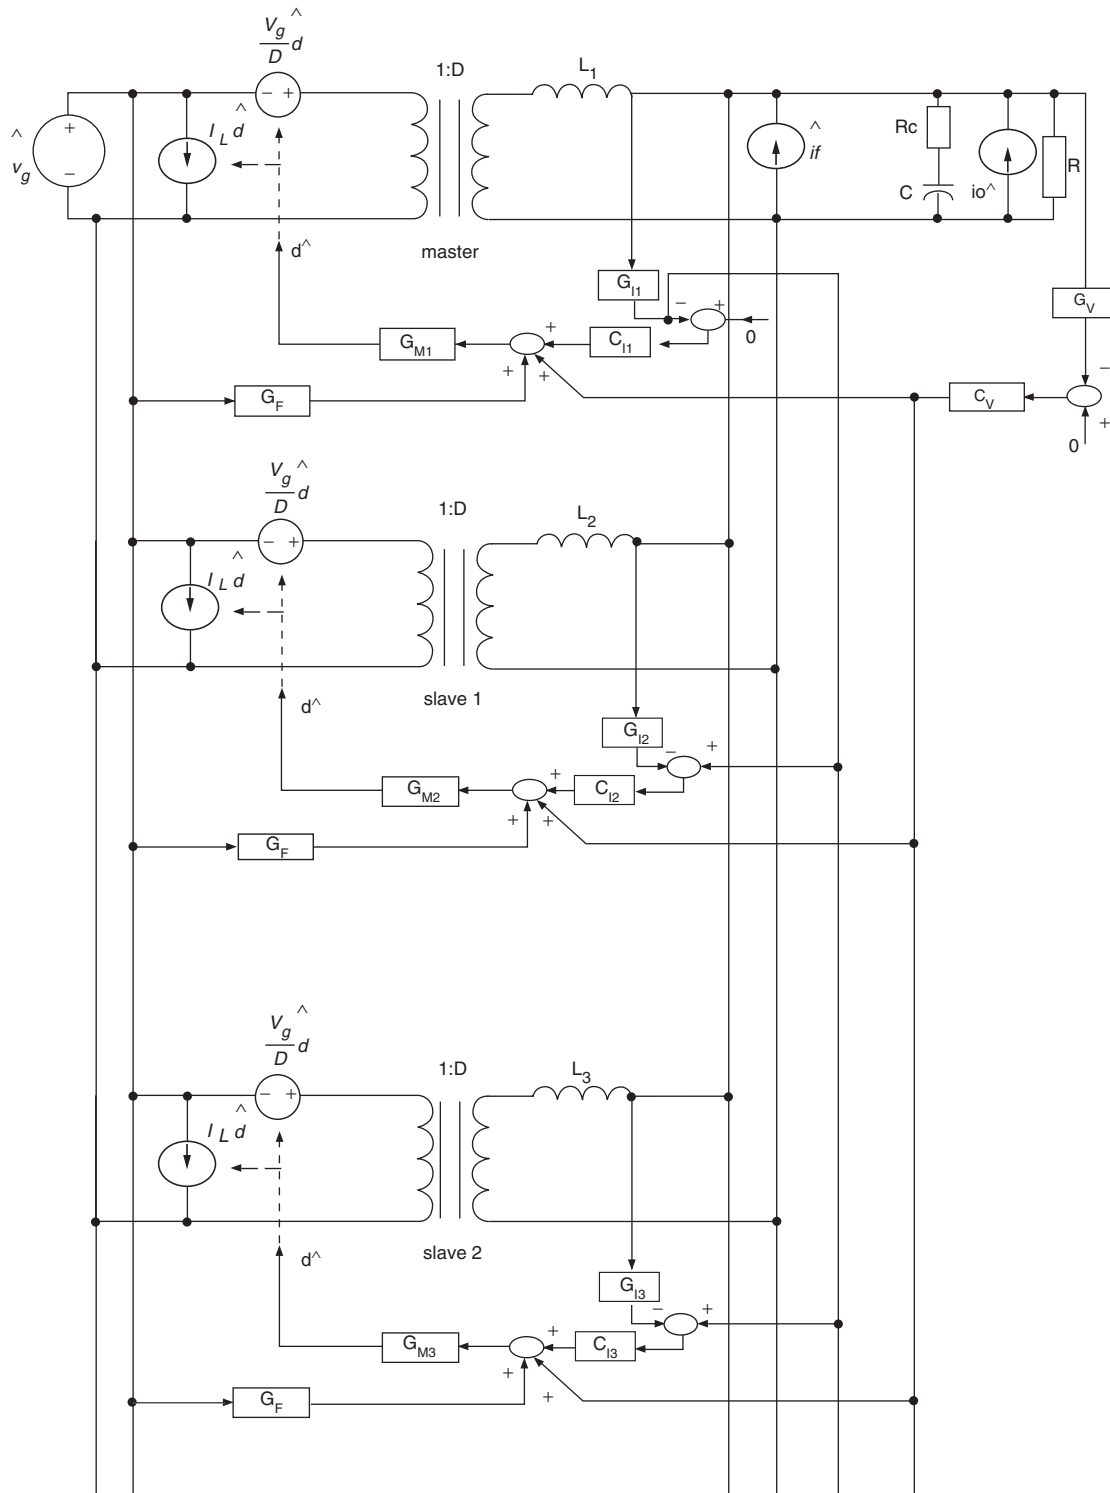 V_g/D d^
1:D
L_1
v_g^
+
−
− +
I_L d^
if^
Rc
C
io^
R
d^
master
G_I1
G_V
− +
0
G_M1
+
C_I1
+ +
G_F
C_V
−
+
0
V_g/D d^
1:D
L_2
− +
I_L d^
d^
slave 1
G_I2
− +
G_M2
+
C_I2
+ +
G_F
V_g/D d^
1:D
L_3
− +
I_L d^
d^
slave 2
G_I3
− +
G_M3
+
C_I3
+
+
G_F